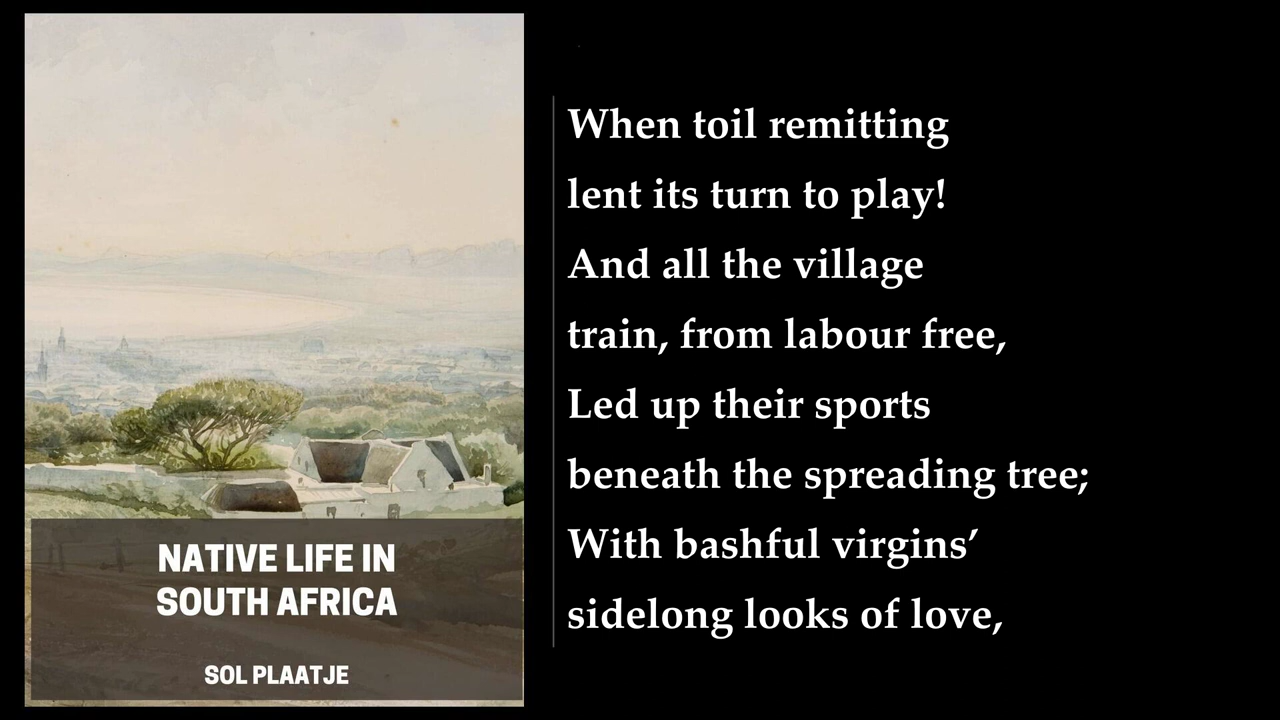 NATIVE LIFE IN
SOUTH AFRICA
SOL PLAATJE
When toil remitting
lent its turn to play!
And all the village
train, from labour free,
Led up their sports
beneath the spreading tree;
With bashful virgins’
sidelong looks of love,